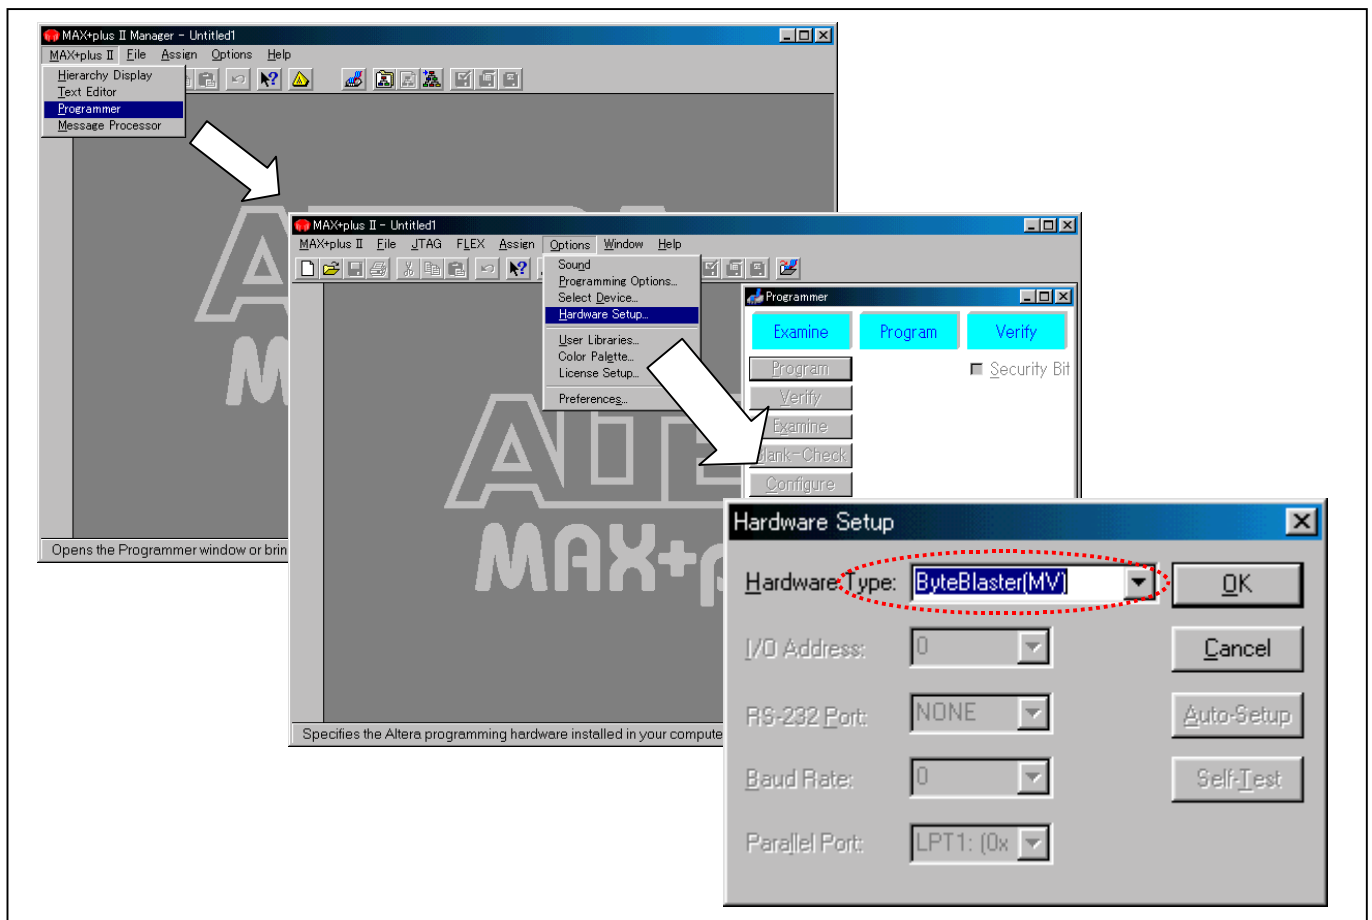 MAX+plus II Manager - Untitled1
MAX+plus II File Assign Options Help
Hierarchy Display
Text Editor
Programmer
Message Processor
Opens the Programmer window or brin
MAX+plus II - Untitled1
MAX+plus II File JTAG FLEX Assign Options Window Help
Sound
Programming Options...
Select Device...
Hardware Setup...
User Libraries...
Color Palette...
License Setup...
Preferences...
MAX+p
Specifies the Altera programming hardware installed in your compute
Programmer
Examine Program Verify
Program
Security Bit
Verify
Examine
Blank-Check
Configure
Hardware Setup
Hardware Type: ByteBlaster(MV) OK
I/O Address: 0 Cancel
RS-232 Port: NONE Auto-Setup
Baud Rate: 0 Self-Test
Parallel Port: LPT1: (0x